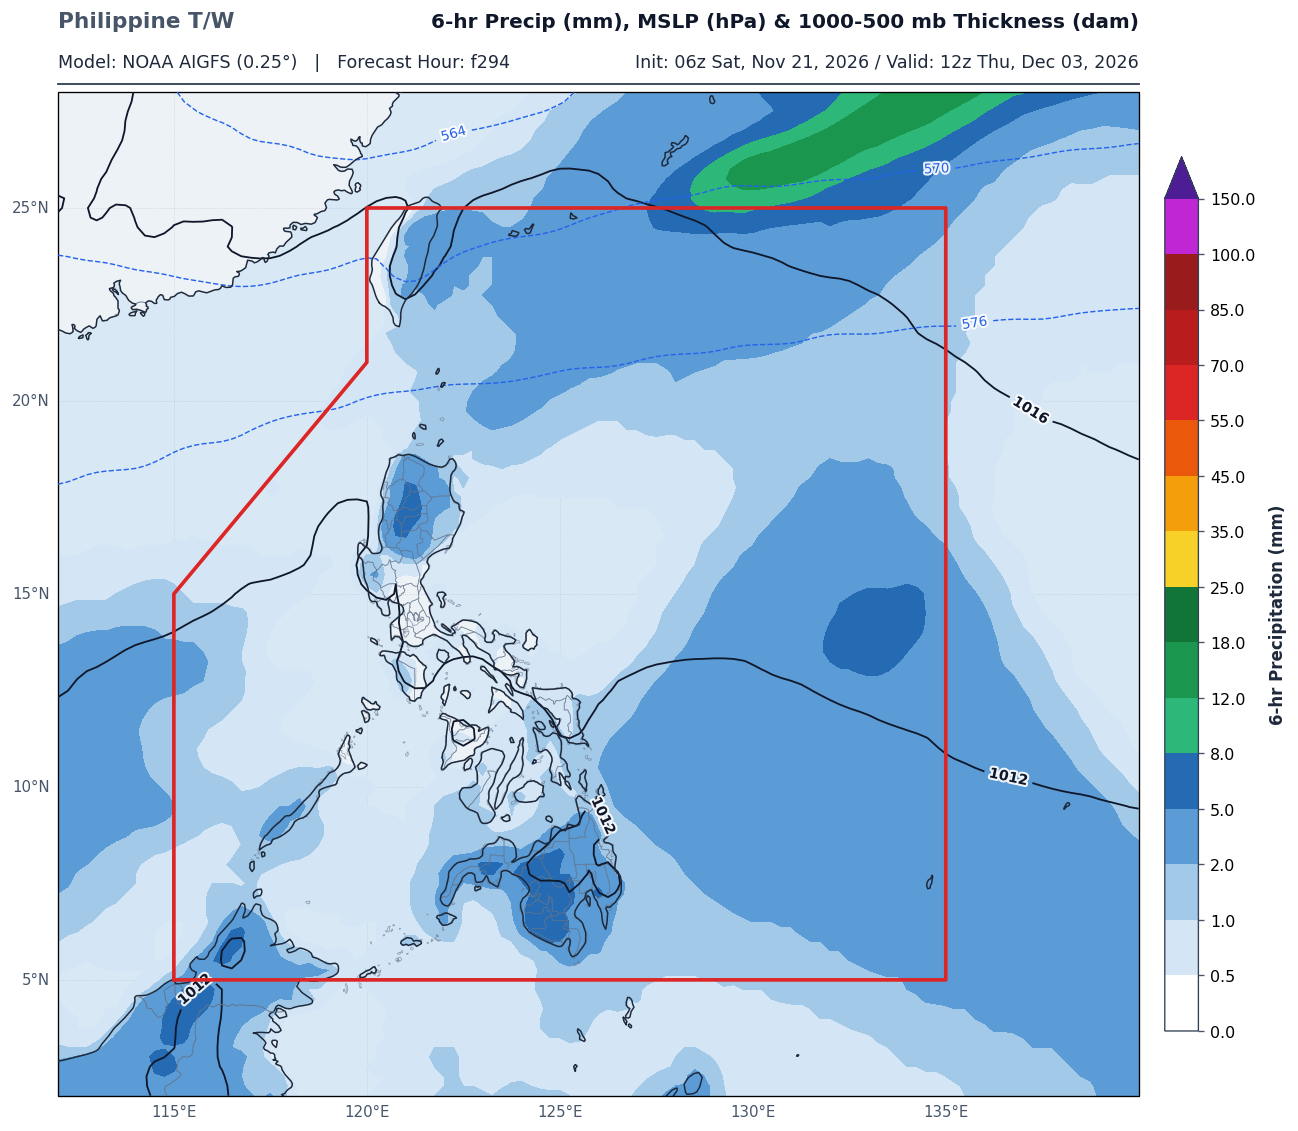 Philippine T/W
6-hr Precip (mm), MSLP (hPa) & 1000-500 mb Thickness (dam)
Model: NOAA AIGFS (0.25°) | Forecast Hour: f294
Init: 06z Sat, Nov 21, 2026 / Valid: 12z Thu, Dec 03, 2026
564
570
576
1016
1012
1012
1012
25°N
20°N
15°N
10°N
5°N
115°E
120°E
125°E
130°E
135°E
150.0
100.0
85.0
70.0
55.0
45.0
35.0
25.0
18.0
12.0
8.0
5.0
2.0
1.0
0.5
0.0
6-hr Precipitation (mm)